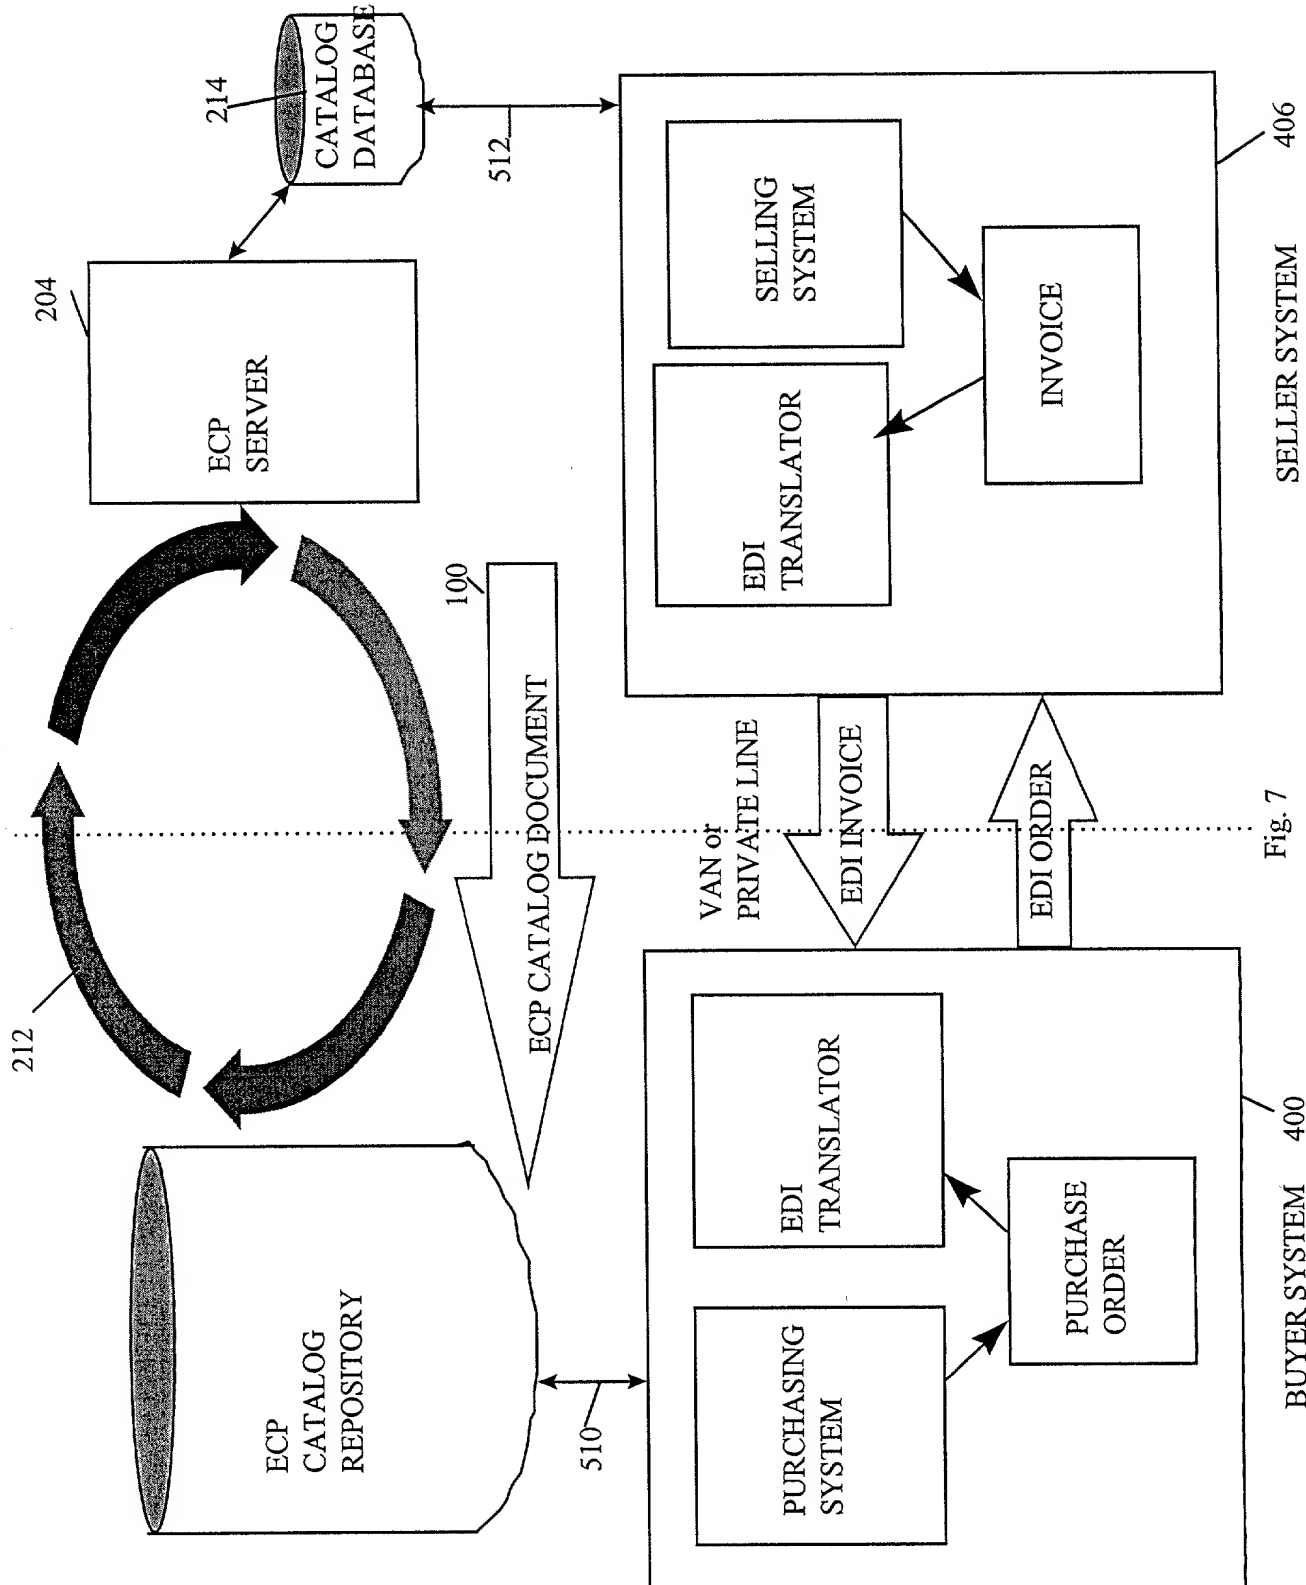 212
204
214
ECP
CATALOG
REPOSITORY
ECP
SERVER
CATALOG
DATABASE
100
ECP CATALOG DOCUMENT
510
512
VAN or
PRIVATE LINE
PURCHASING
SYSTEM
EDI
TRANSLATOR
PURCHASE
ORDER
EDI INVOICE
EDI ORDER
EDI
TRANSLATOR
SELLING
SYSTEM
INVOICE
BUYER SYSTEM
400
SELLER SYSTEM
406
Fig. 7